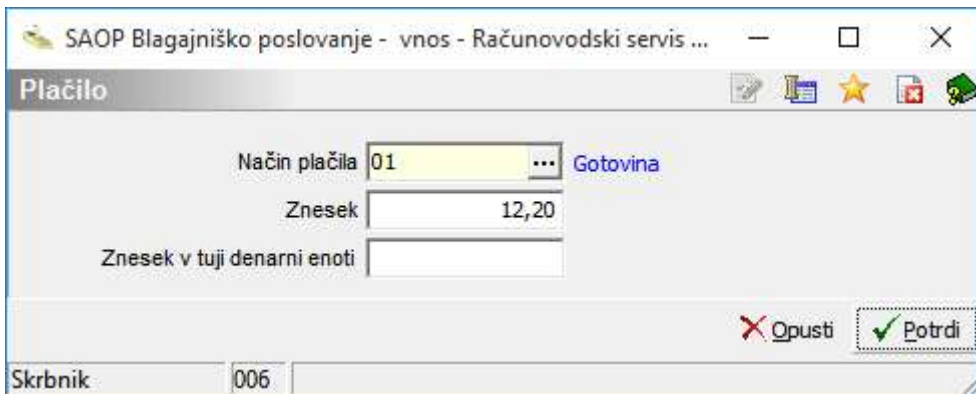 SAOP Blagajniško poslovanje - vnos - Računovodski servis ...
Plačilo
Način plačila 01 ... Gotovina
Znesek 12,20
Znesek v tuji denarni enoti
Opusti Potrdi
Skrbnik 006